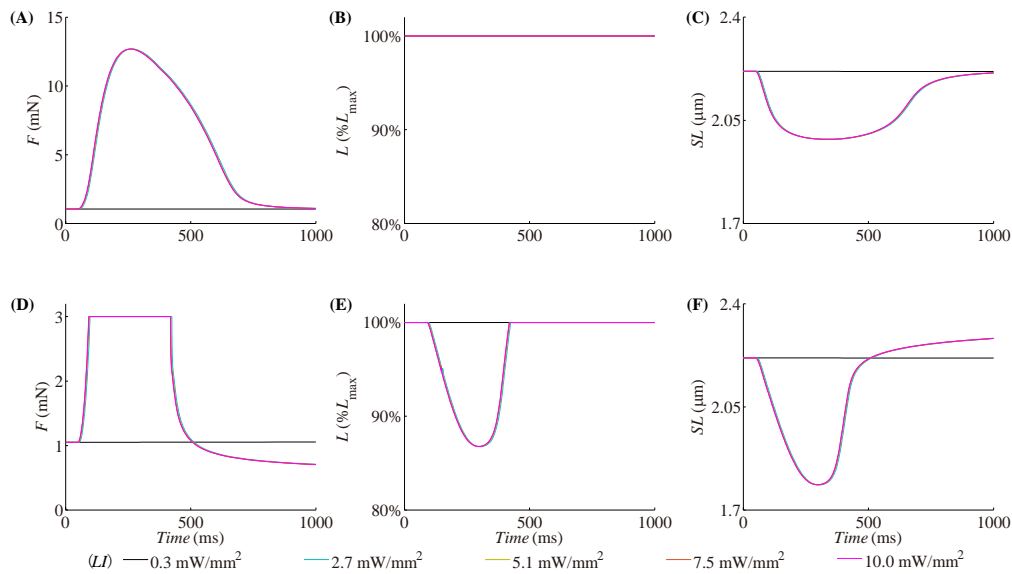 (A) (B) (C)
15 2.4
100%
10
F (mN) L (%Lmax) 90% SL (μm) 2.05
5
0 80% 1.7
0 500 1000 0 500 1000 0 500 1000
(D) (E) (F)
3 100% 2.4
2 F (mN) L (%Lmax) 90% SL (μm) 2.05
1
0 80% 1.7
0 500 1000 0 500 1000 0 500 1000
Time (ms) Time (ms) Time (ms)
(LI) 0.3 mW/mm² 2.7 mW/mm² 5.1 mW/mm² 7.5 mW/mm² 10.0 mW/mm²